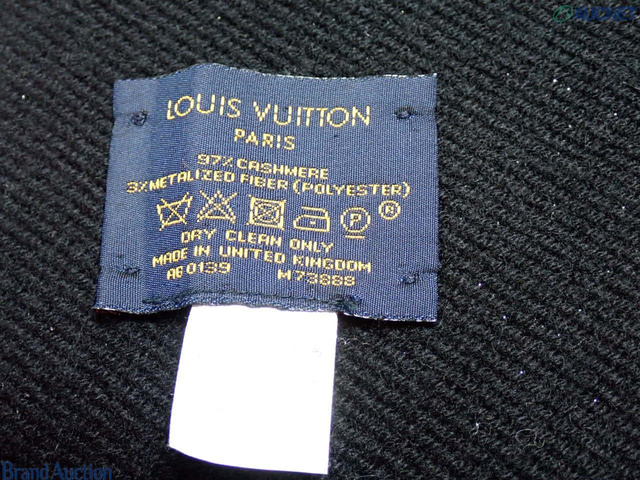 LOUIS VUITTON
PARIS
97% CASHMERE
3% METALIZED FIBER (POLYESTER)
P ®
DRY CLEAN ONLY
MADE IN UNITED KINGDOM
AB 0139 M73888
Brand Auction